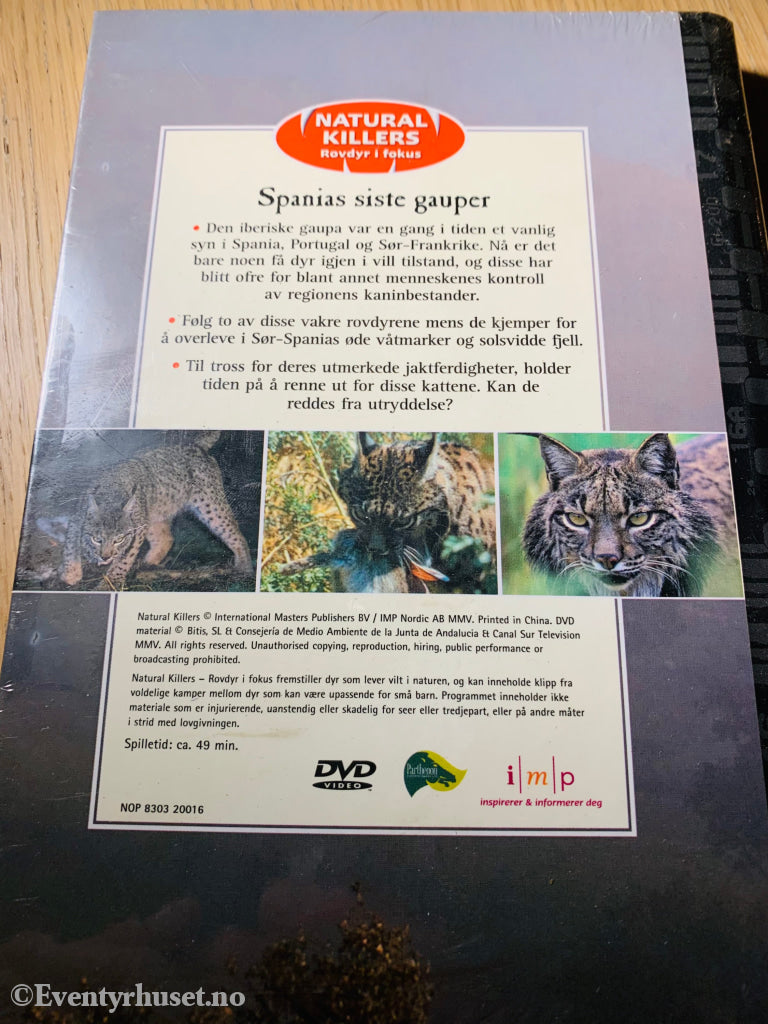 NATURAL
KILLERS
Rovdyr i fokus
Spanias siste gauper
• Den iberiske gaupa var en gang i tiden et vanlig
syn i Spania, Portugal og Sør-Frankrike. Nå er det
bare noen få dyr igjen i vill tilstand, og disse har
blitt ofre for blant annet menneskenes kontroll
av regionens kaninbestander.
• Følg to av disse vakre rovdyrene mens de kjemper for
å overleve i Sør-Spanias øde våtmarker og solsvidde fjell.
• Til tross for deres utmerkede jaktferdigheter, holder
tiden på å renne ut for disse kattene. Kan de
reddes fra utryddelse?
Natural Killers © International Masters Publishers BV / IMP Nordic AB MMV. Printed in China. DVD
material © Bitis, SL & Consejería de Medio Ambiente de la Junta de Andalucia & Canal Sur Television
MMV. All rights reserved. Unauthorised copying, reproduction, hiring, public performance or
broadcasting prohibited.
Natural Killers – Rovdyr i fokus fremstiller dyr som lever vilt i naturen, og kan inneholde klipp fra
voldelige kamper mellom dyr som kan være upassende for små barn. Programmet inneholder ikke
materiale som er injurierende, uanstendig eller skadelig for seer eller tredjepart, eller på andre måter
i strid med lovgivningen.
Spilletid: ca. 49 min.
DVD
VIDEO
Parthenon
i|m|p
inspirerer & informerer deg
NOP 8303 20016
16A
©Eventyrhuset.no